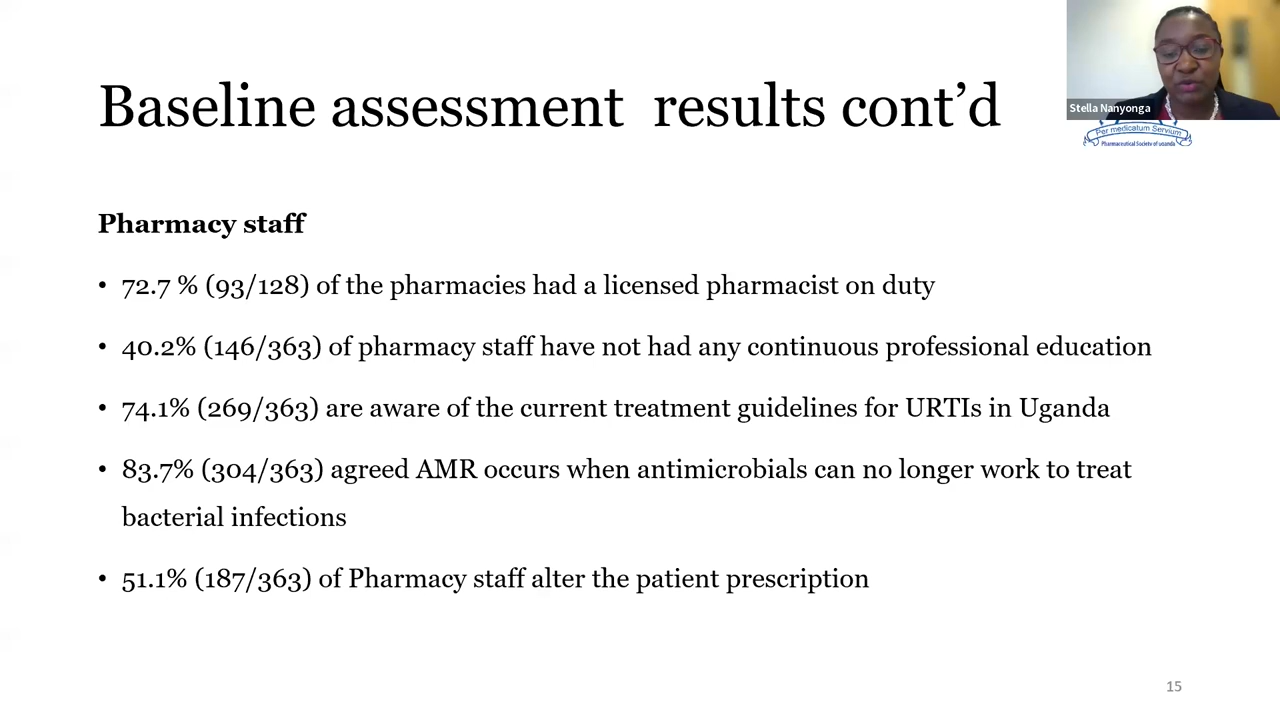 Baseline assessment results cont’d
Stella Nanyonga
Per medicatum Servium
Pharmaceutical Society of uganda
Pharmacy staff
• 72.7 % (93/128) of the pharmacies had a licensed pharmacist on duty
• 40.2% (146/363) of pharmacy staff have not had any continuous professional education
• 74.1% (269/363) are aware of the current treatment guidelines for URTIs in Uganda
• 83.7% (304/363) agreed AMR occurs when antimicrobials can no longer work to treat
bacterial infections
• 51.1% (187/363) of Pharmacy staff alter the patient prescription
15